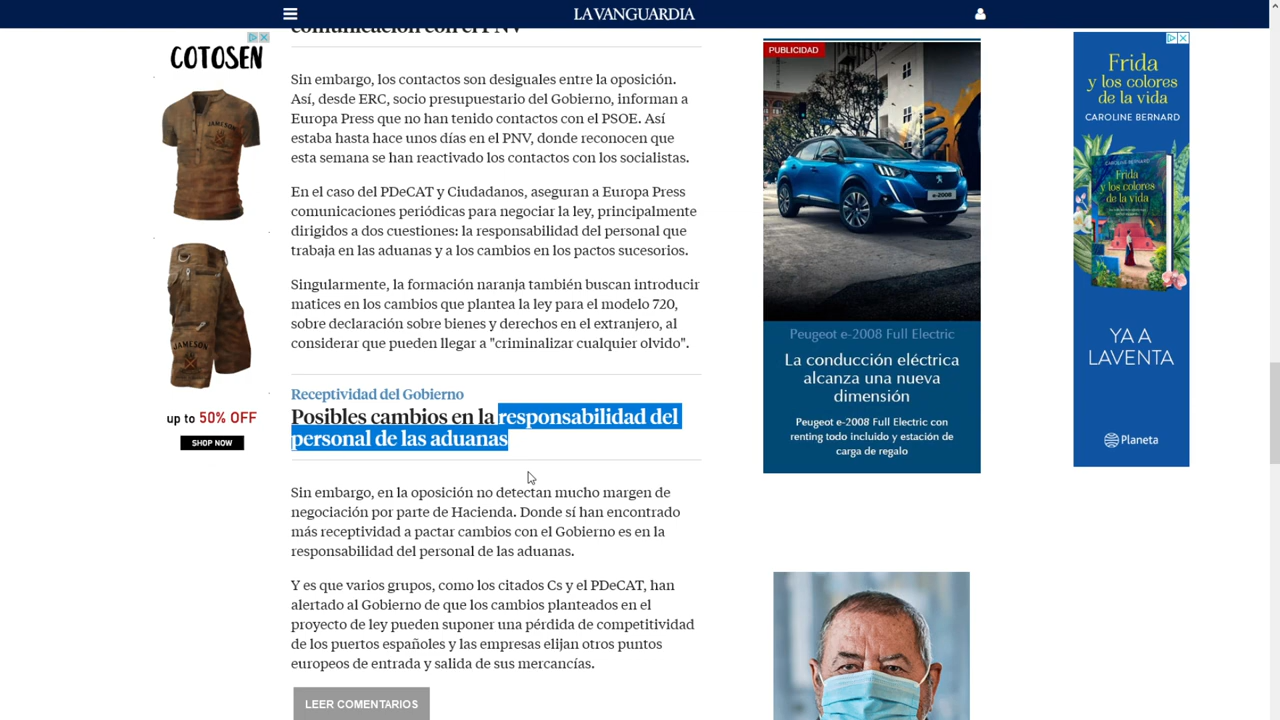 LA VANGUARDIA
comunicación con el PNV
Sin embargo, los contactos son desiguales entre la oposición.
Así, desde ERC, socio presupuestario del Gobierno, informan a
Europa Press que no han tenido contactos con el PSOE. Así
estaba hasta hace unos días en el PNV, donde reconocen que
esta semana se han reactivado los contactos con los socialistas.
En el caso del PDeCAT y Ciudadanos, aseguran a Europa Press
comunicaciones periódicas para negociar la ley, principalmente
dirigidos a dos cuestiones: la responsabilidad del personal que
trabaja en las aduanas y a los cambios en los pactos sucesorios.
Singularmente, la formación naranja también buscan introducir
matices en los cambios que plantea la ley para el modelo 720,
sobre declaración sobre bienes y derechos en el extranjero, al
considerar que pueden llegar a "criminalizar cualquier olvido".
Receptividad del Gobierno
Posibles cambios en la responsabilidad del
personal de las aduanas
Sin embargo, en la oposición no detectan mucho margen de
negociación por parte de Hacienda. Donde sí han encontrado
más receptividad a pactar cambios con el Gobierno es en la
responsabilidad del personal de las aduanas.
Y es que varios grupos, como los citados Cs y el PDeCAT, han
alertado al Gobierno de que los cambios planteados en el
proyecto de ley pueden suponer una pérdida de competitividad
de los puertos españoles y las empresas elijan otros puntos
europeos de entrada y salida de sus mercancías.
LEER COMENTARIOS
COTOSEN
JAMESON
JAMESON
up to 50% OFF
SHOP NOW
PUBLICIDAD
e-2008
Peugeot e-2008 Full Electric
La conducción eléctrica
alcanza una nueva
dimensión
Peugeot e-2008 Full Electric con
renting todo incluido y estación de
carga de regalo
Frida
y los colores
de la vida
CAROLINE BERNARD
Frida
y los colores
de la vida
YA A
LA VENTA
Planeta